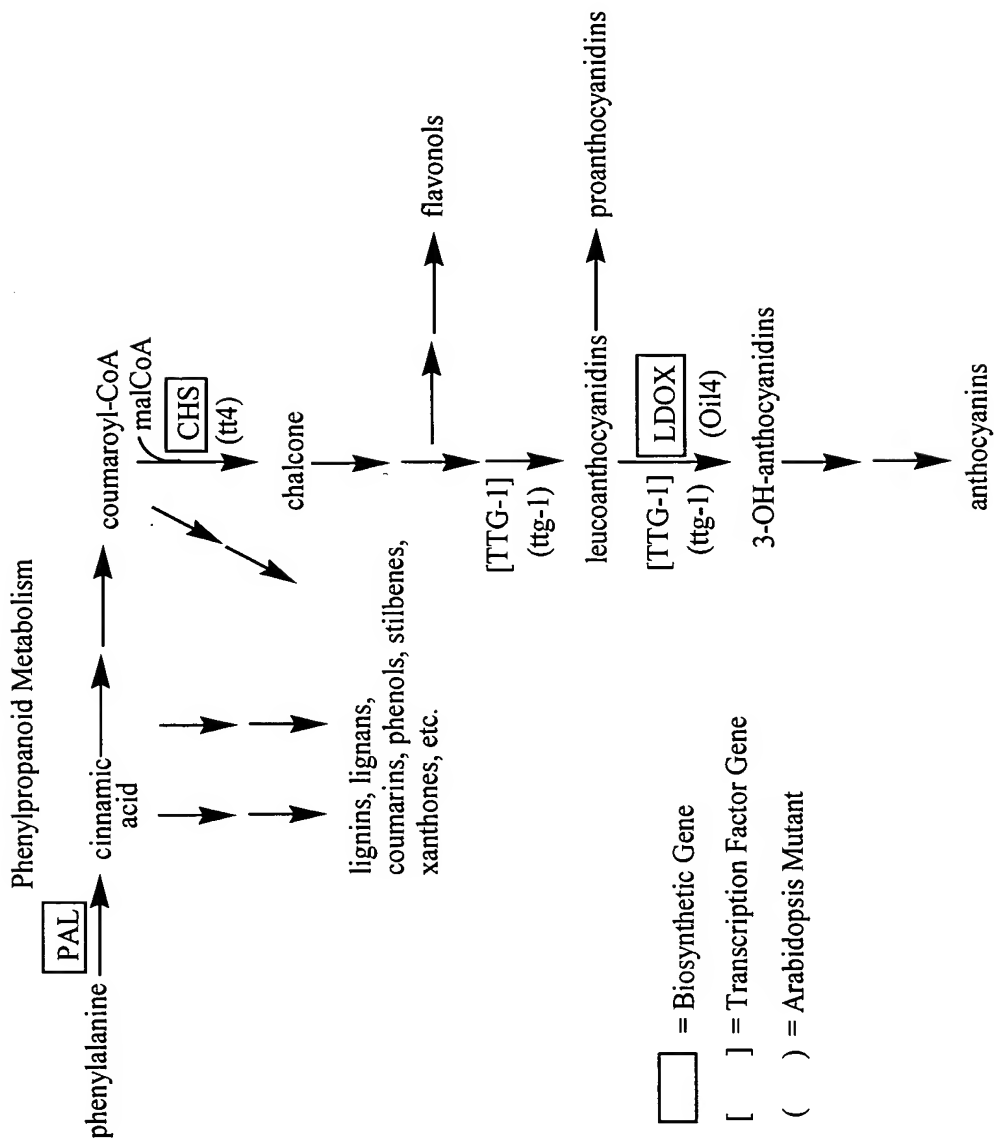 Phenylpropanoid Metabolism
PAL
phenylalanine
cinnamic
acid
coumaroyl-CoA
malCoA
CHS
(tt4)
lignins, lignans,
coumarins, phenols, stilbenes,
xanthones, etc.
chalcone
flavonols
[TTG-1]
(ttg-1)
leucoanthocyanidins
proanthocyanidins
[TTG-1]
(ttg-1)
LDOX
(Oil4)
3-OH-anthocyanidins
anthocyanins
= Biosynthetic Gene
[ ] = Transcription Factor Gene
( ) = Arabidopsis Mutant